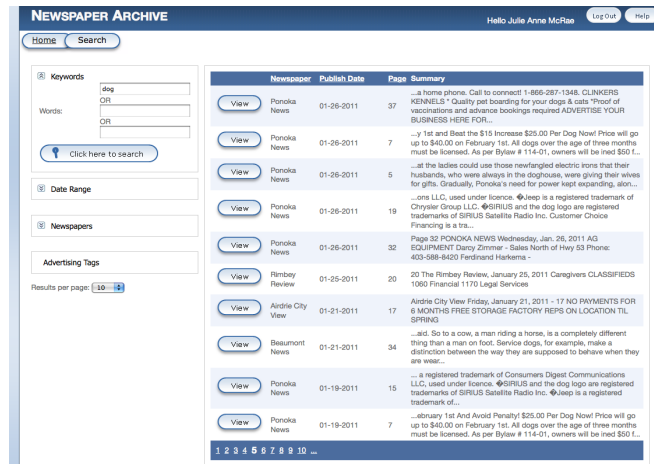 NEWSPAPER ARCHIVE
Hello Julie Anne McRae
Log Out
Help
Home
Search
Keywords
dog
OR
Words:
OR
Click here to search
Date Range
Newspapers
Advertising Tags
Results per page: 10
Newspaper Publish Date Page Summary
View
Ponoka
News
01-26-2011
37
...a home phone. Call to connect! 1-866-287-1348. CLINKERS
KENNELS * Quality pet boarding for your dogs & cats *Proof of
vaccinations and advance bookings required ADVERTISE YOUR
BUSINESS HERE FOR...
View
Ponoka
News
01-26-2011
7
...y 1st and Beat the $15 Increase $25.00 Per Dog Now! Price will go
up to $40.00 on February 1st. All dogs over the age of three months
must be licensed. As per Bylaw # 114-01, owners will be ined $50 f...
View
Ponoka
News
01-26-2011
5
...at the ladies could use those newfangled electric irons that their
husbands, who were always in the doghouse, were giving their wives
for gifts. Gradually, Ponoka's need for power kept expanding, alon...
View
Ponoka
News
01-26-2011
19
...ons LLC, used under licence. �Jeep is a registered trademark of
Chrysler Group LLC. �SIRIUS and the dog logo are registered
trademarks of SIRIUS Satellite Radio Inc. Customer Choice
Financing is a tra...
View
Ponoka
News
01-26-2011
32
Page 32 PONOKA NEWS Wednesday, Jan. 26, 2011 AG
EQUIPMENT Darcy Zimmer - Sales North of Hwy 53 Phone:
403-588-8420 Ferdinand Harkema -
View
Rimbey
Review
01-25-2011
20
20 The Rimbey Review, January 25, 2011 Caregivers CLASSIFIEDS
1060 Financial 1170 Legal Services
View
Airdrie City
View
01-21-2011
17
Airdrie City View Friday, January 21, 2011 - 17 NO PAYMENTS FOR
6 MONTHS FREE STORAGE FACTORY REPS ON LOCATION TIL
SPRING
View
Beaumont
News
01-21-2011
34
...aid. So to a cow, a man riding a horse, is a completely different
thing than a man on foot. Service dogs, for example, make a
distinction between the way they are supposed to behave when they
are wear...
View
Ponoka
News
01-19-2011
15
... a registered trademark of Consumers Digest Communications
LLC, used under licence. �SIRIUS and the dog logo are registered
trademarks of SIRIUS Satellite Radio Inc. �Jeep is a registered
trademark of...
View
Ponoka
News
01-19-2011
7
...ebruary 1st And Avoid Penalty! $25.00 Per Dog Now! Price will go
up to $40.00 on February 1st. All dogs over the age of three months
must be licensed. As per Bylaw # 114-01, owners will be ined $50 f...
1 2 3 4 5 6 7 8 9 10 ...